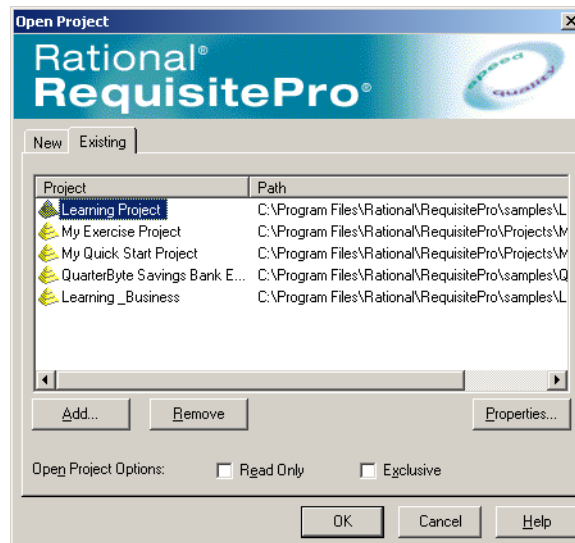 Open Project
Rational®
RequisitePro®
speed
quality
New Existing
Project Path
Learning Project C:\Program Files\Rational\RequisitePro\samples\L
My Exercise Project C:\Program Files\Rational\RequisitePro\Projects\M
My Quick Start Project C:\Program Files\Rational\RequisitePro\Projects\M
QuarterByte Savings Bank E... C:\Program Files\Rational\RequisitePro\samples\Q
Learning _Business C:\Program Files\Rational\RequisitePro\samples\L
Add... Remove Properties...
Open Project Options: Read Only Exclusive
OK Cancel Help